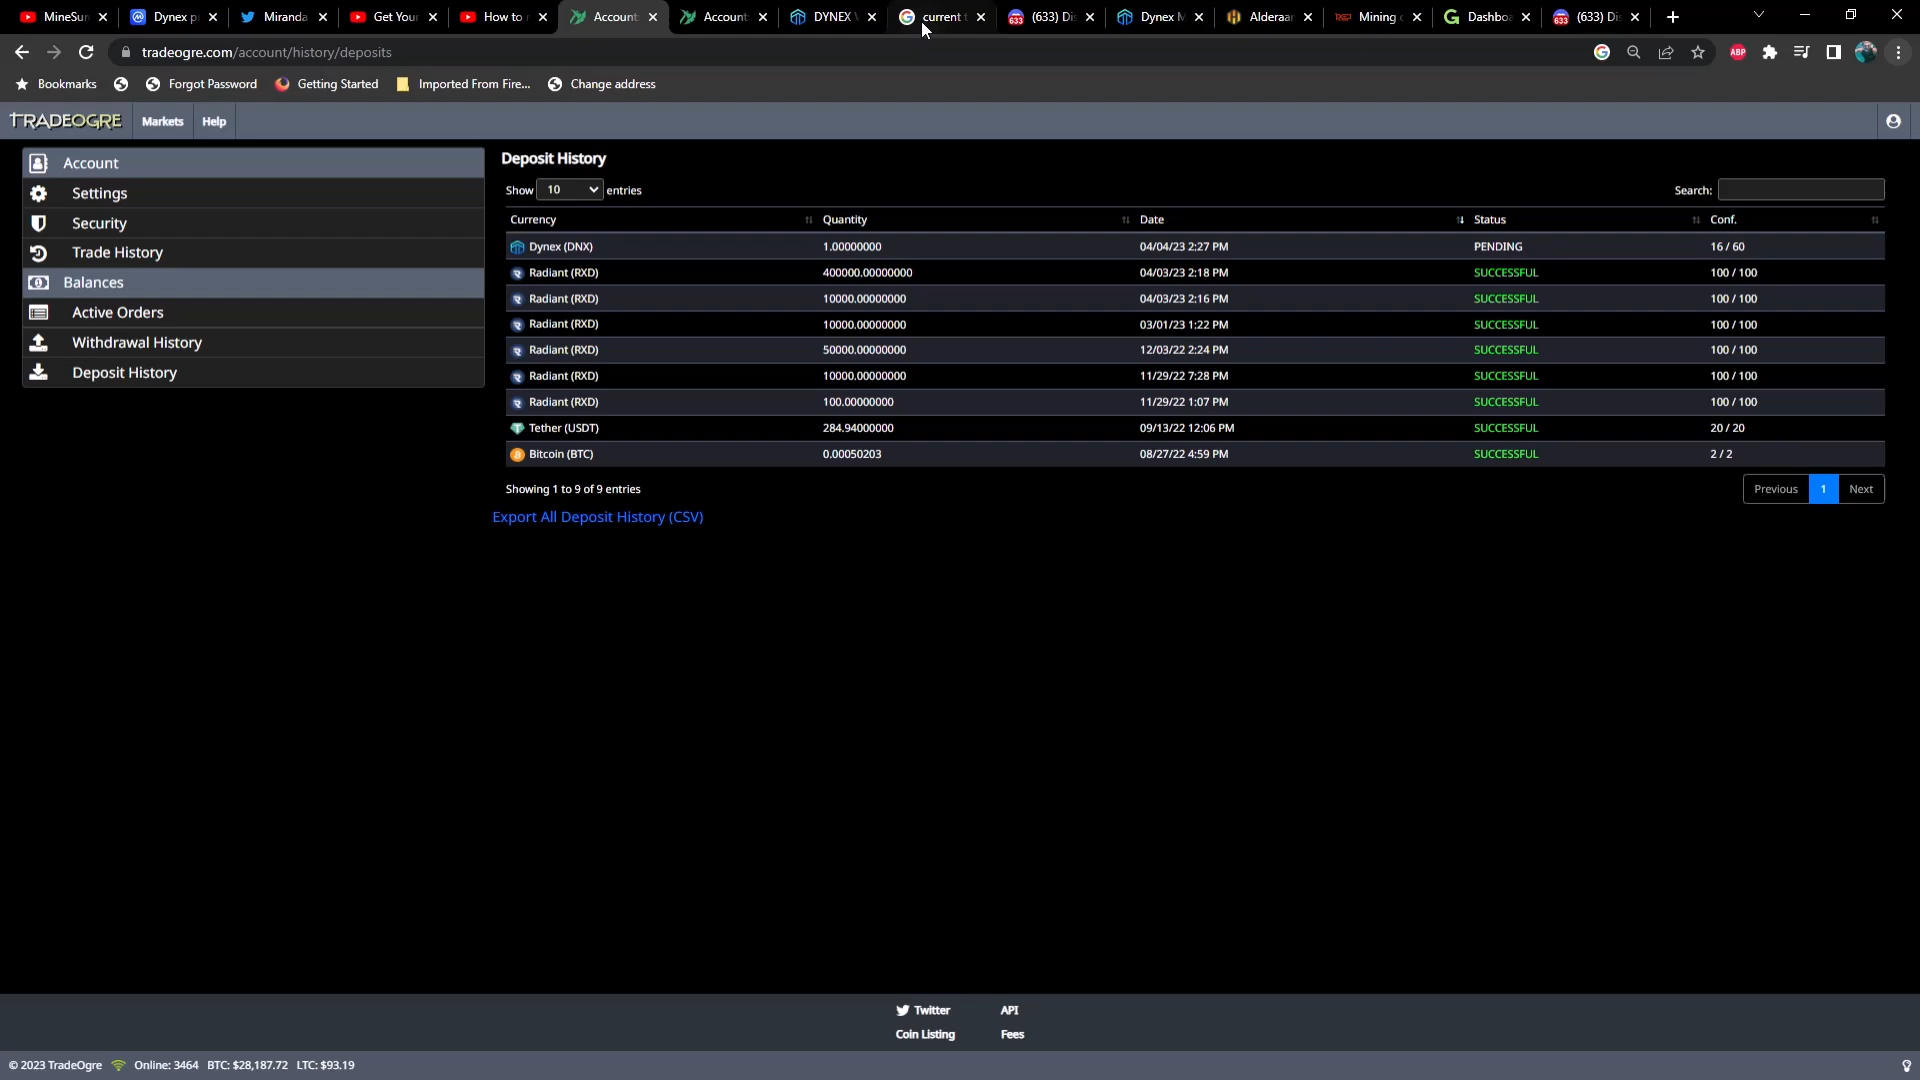 MineSur Dynex p Miranda Get Your How to r Account Account DYNEX current t (633) Di Dynex M Alderaan Mining c Dashboa (633) Di
tradeogre.com/account/history/deposits
Bookmarks Forgot Password Getting Started Imported From Fire... Change address
TRADEOGRE Markets Help
Account
Settings
Security
Trade History
Balances
Active Orders
Withdrawal History
Deposit History
Deposit History
Show 10 entries Search:
Currency Quantity Date Status Conf.
Dynex (DNX) 1.00000000 04/04/23 2:27 PM PENDING 16 / 60
Radiant (RXD) 400000.00000000 04/03/23 2:18 PM SUCCESSFUL 100 / 100
Radiant (RXD) 10000.00000000 04/03/23 2:16 PM SUCCESSFUL 100 / 100
Radiant (RXD) 10000.00000000 03/01/23 1:22 PM SUCCESSFUL 100 / 100
Radiant (RXD) 50000.00000000 12/03/22 2:24 PM SUCCESSFUL 100 / 100
Radiant (RXD) 10000.00000000 11/29/22 7:28 PM SUCCESSFUL 100 / 100
Radiant (RXD) 100.00000000 11/29/22 1:07 PM SUCCESSFUL 100 / 100
Tether (USDT) 284.94000000 09/13/22 12:06 PM SUCCESSFUL 20 / 20
Bitcoin (BTC) 0.00050203 08/27/22 4:59 PM SUCCESSFUL 2 / 2
Showing 1 to 9 of 9 entries Previous 1 Next
Export All Deposit History (CSV)
Twitter API
Coin Listing Fees
© 2023 TradeOgre Online: 3464 BTC: $28,187.72 LTC: $93.19